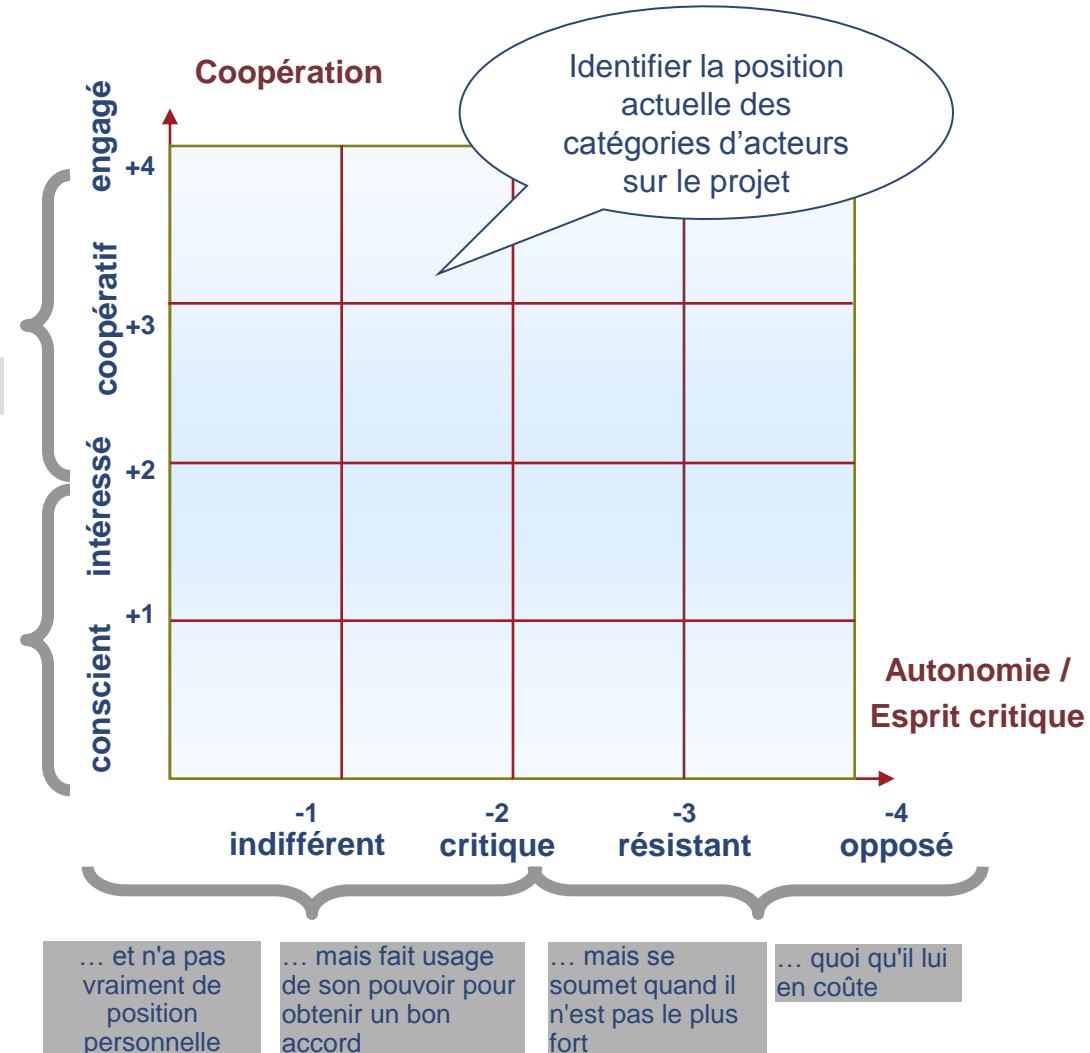 Coopération
Identifier la position
actuelle des
catégories d'acteurs
sur le projet
engagé
+4
coopératif
+3
intéressé
+2
conscient
+1
Autonomie /
Esprit critique
-1
-2
-3
-4
indifférent
critique
résistant
opposé
… et n'a pas
vraiment de
position
personnelle
… mais fait usage
de son pouvoir pour
obtenir un bon
accord
… mais se
soumet quand il
n'est pas le plus
fort
… quoi qu'il lui
en coûte